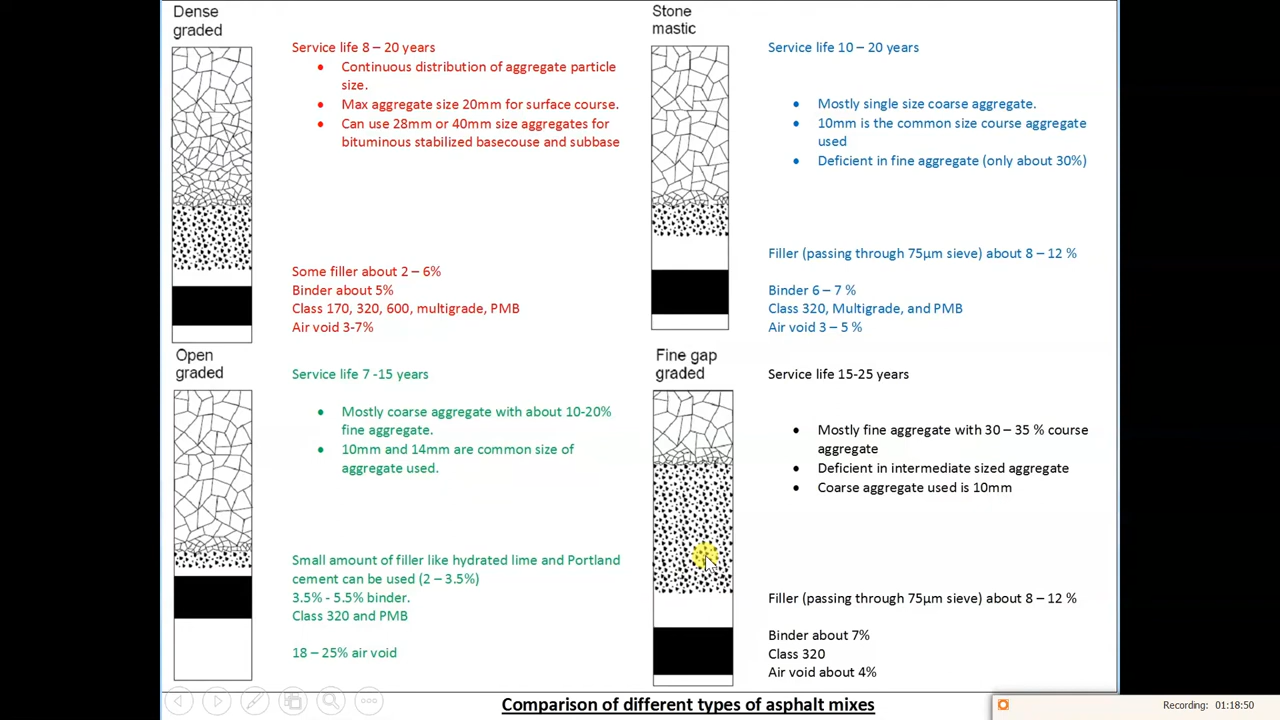 Dense
graded
Service life 8 – 20 years
• Continuous distribution of aggregate particle
size.
• Max aggregate size 20mm for surface course.
• Can use 28mm or 40mm size aggregates for
bituminous stabilized basecouse and subbase
Some filler about 2 – 6%
Binder about 5%
Class 170, 320, 600, multigrade, PMB
Air void 3-7%
Stone
mastic
Service life 10 – 20 years
• Mostly single size coarse aggregate.
• 10mm is the common size course aggregate
used
• Deficient in fine aggregate (only about 30%)
Filler (passing through 75µm sieve) about 8 – 12 %
Binder 6 – 7 %
Class 320, Multigrade, and PMB
Air void 3 – 5 %
Open
graded
Service life 7 -15 years
• Mostly coarse aggregate with about 10-20%
fine aggregate.
• 10mm and 14mm are common size of
aggregate used.
Small amount of filler like hydrated lime and Portland
cement can be used (2 – 3.5%)
3.5% - 5.5% binder.
Class 320 and PMB
18 – 25% air void
Fine gap
graded
Service life 15-25 years
• Mostly fine aggregate with 30 – 35 % course
aggregate
• Deficient in intermediate sized aggregate
• Coarse aggregate used is 10mm
Filler (passing through 75µm sieve) about 8 – 12 %
Binder about 7%
Class 320
Air void about 4%
Comparison of different types of asphalt mixes
Recording: 01:18:50